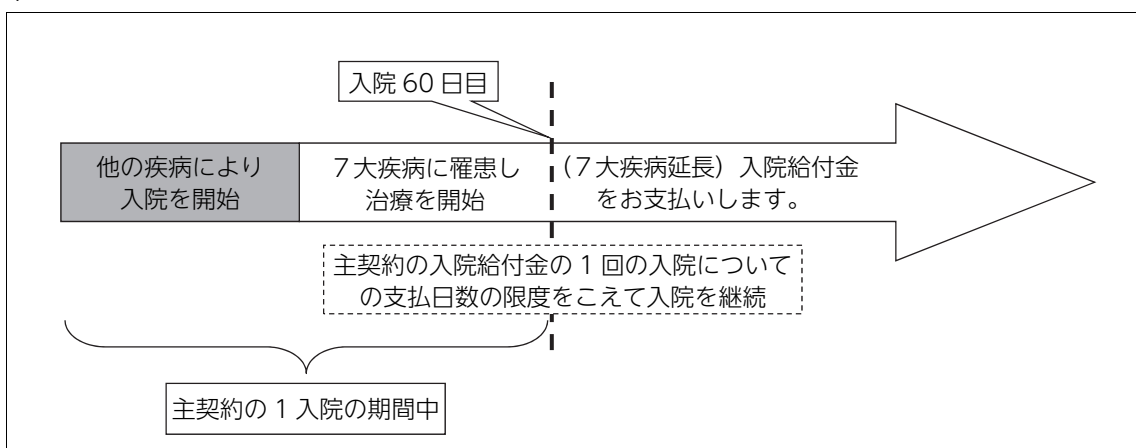 入院 60 日目
他の疾病により
入院を開始
７大疾病に罹患し
治療を開始
（７大疾病延長）入院給付金
をお支払いします。
主契約の入院給付金の 1 回の入院について
の支払日数の限度をこえて入院を継続
主契約の 1 入院の期間中